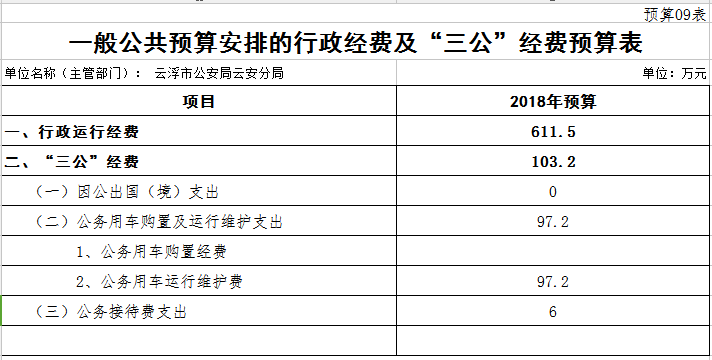 预算09表
一般公共预算安排的行政经费及“三公”经费预算表
单位名称（主管部门）： 云浮市公安局云安分局 单位：万元
项目 2018年预算
一、行政运行经费 611.5
二、“三公”经费 103.2
（一）因公出国（境）支出 0
（二）公务用车购置及运行维护支出 97.2
1、公务用车购置经费
2、公务用车运行维护费 97.2
（三）公务接待费支出 6